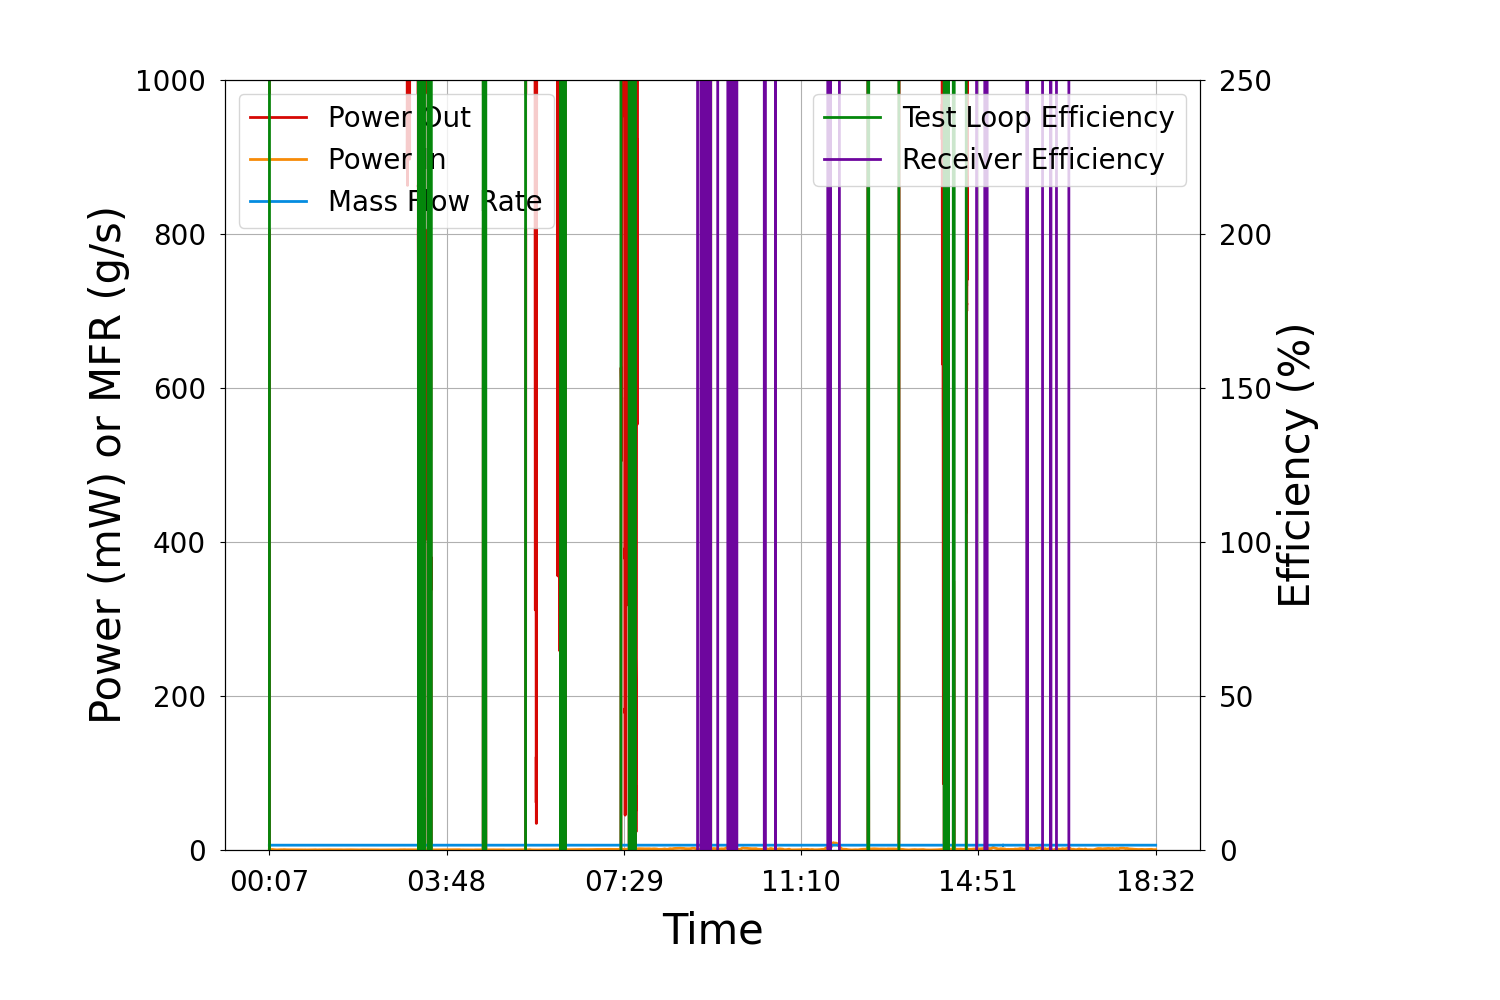 1000
800
600
400
200
0
Power (mW) or MFR (g/s)
Power Out
Power In
Mass Flow Rate
Test Loop Efficiency
Receiver Efficiency
250
200
150
100
50
0
Efficiency (%)
00:07 03:48 07:29 11:10 14:51 18:32
Time